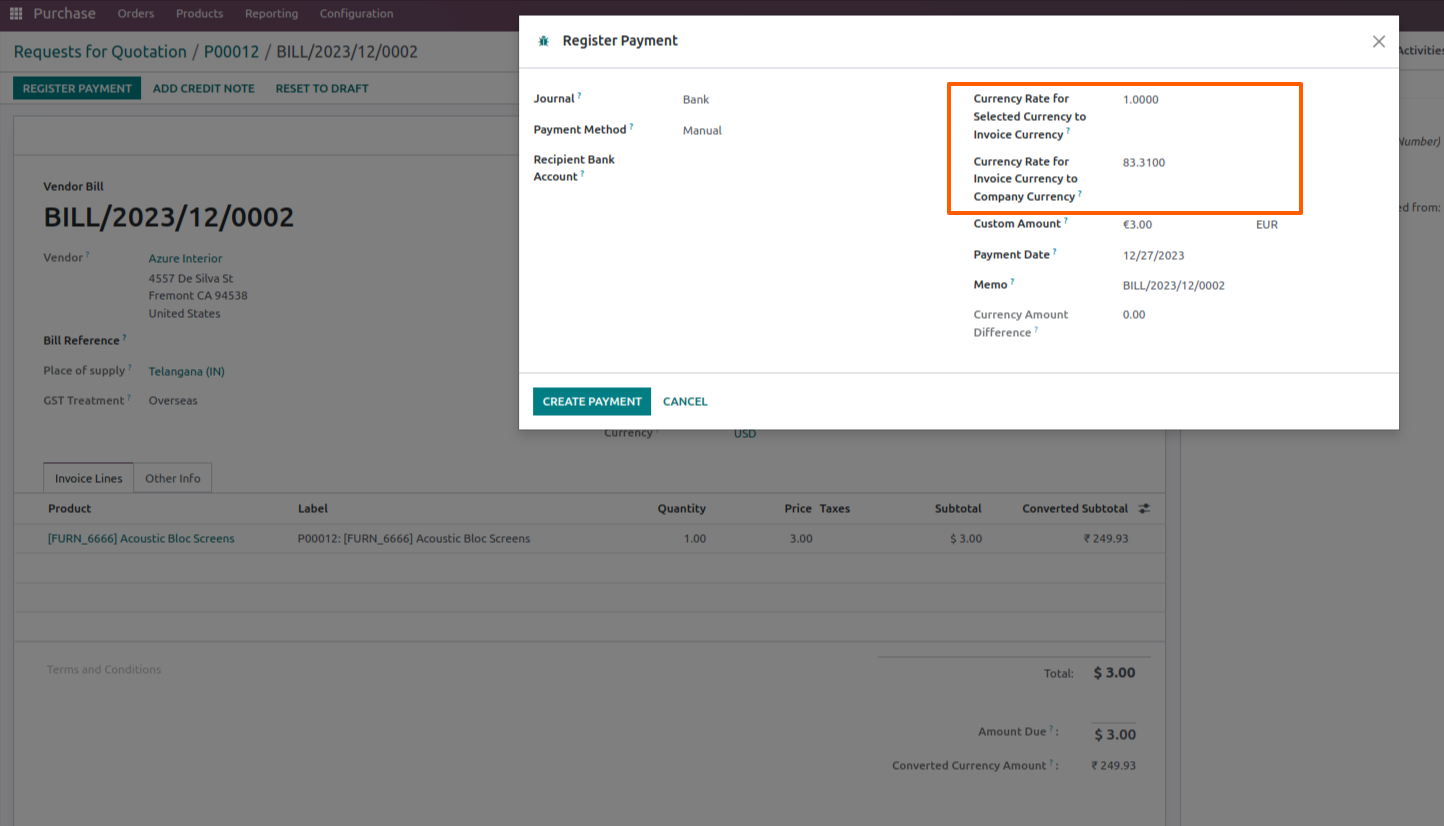 Purchase Orders Products Reporting Configuration
Requests for Quotation / P00012 / BILL/2023/12/0002
Activities
REGISTER PAYMENT ADD CREDIT NOTE RESET TO DRAFT
Number)
ed from:
Vendor Bill
BILL/2023/12/0002
Vendor ?
Azure Interior
4557 De Silva St
Fremont CA 94538
United States
Bill Reference ?
Place of supply ? Telangana (IN)
GST Treatment ? Overseas
Currency USD
Register Payment
Journal ? Bank
Payment Method ? Manual
Recipient Bank
Account ?
Currency Rate for
Selected Currency to
Invoice Currency ?
1.0000
Currency Rate for
Invoice Currency to
Company Currency ?
83.3100
Custom Amount ? €3.00 EUR
Payment Date ? 12/27/2023
Memo ? BILL/2023/12/0002
Currency Amount
Difference ?
0.00
CREATE PAYMENT CANCEL
Invoice Lines Other Info
Product Label Quantity Price Taxes Subtotal Converted Subtotal
[FURN_6666] Acoustic Bloc Screens P00012: [FURN_6666] Acoustic Bloc Screens 1.00 3.00 $ 3.00 ₹ 249.93
Terms and Conditions
Total: $ 3.00
Amount Due ? : $ 3.00
Converted Currency Amount ? : ₹ 249.93